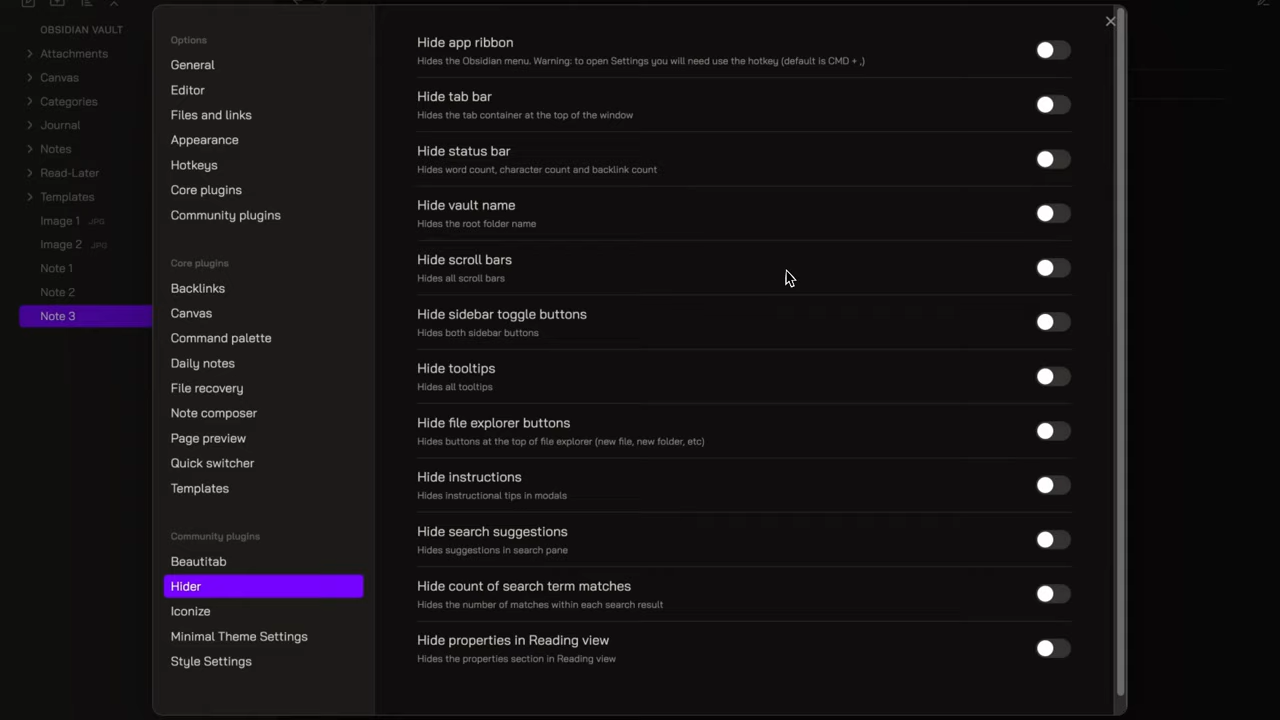 OBSIDIAN VAULT
Attachments
Canvas
Categories
Journal
Notes
Read-Later
Templates
Image 1 JPG
Image 2 JPG
Note 1
Note 2
Note 3
Options
General
Editor
Files and links
Appearance
Hotkeys
Core plugins
Community plugins
Core plugins
Backlinks
Canvas
Command palette
Daily notes
File recovery
Note composer
Page preview
Quick switcher
Templates
Community plugins
Beautitab
Hider
Iconize
Minimal Theme Settings
Style Settings
Hide app ribbon
Hides the Obsidian menu. Warning: to open Settings you will need use the hotkey (default is CMD + ,)
Hide tab bar
Hides the tab container at the top of the window
Hide status bar
Hides word count, character count and backlink count
Hide vault name
Hides the root folder name
Hide scroll bars
Hides all scroll bars
Hide sidebar toggle buttons
Hides both sidebar buttons
Hide tooltips
Hides all tooltips
Hide file explorer buttons
Hides buttons at the top of file explorer (new file, new folder, etc)
Hide instructions
Hides instructional tips in modals
Hide search suggestions
Hides suggestions in search pane
Hide count of search term matches
Hides the number of matches within each search result
Hide properties in Reading view
Hides the properties section in Reading view